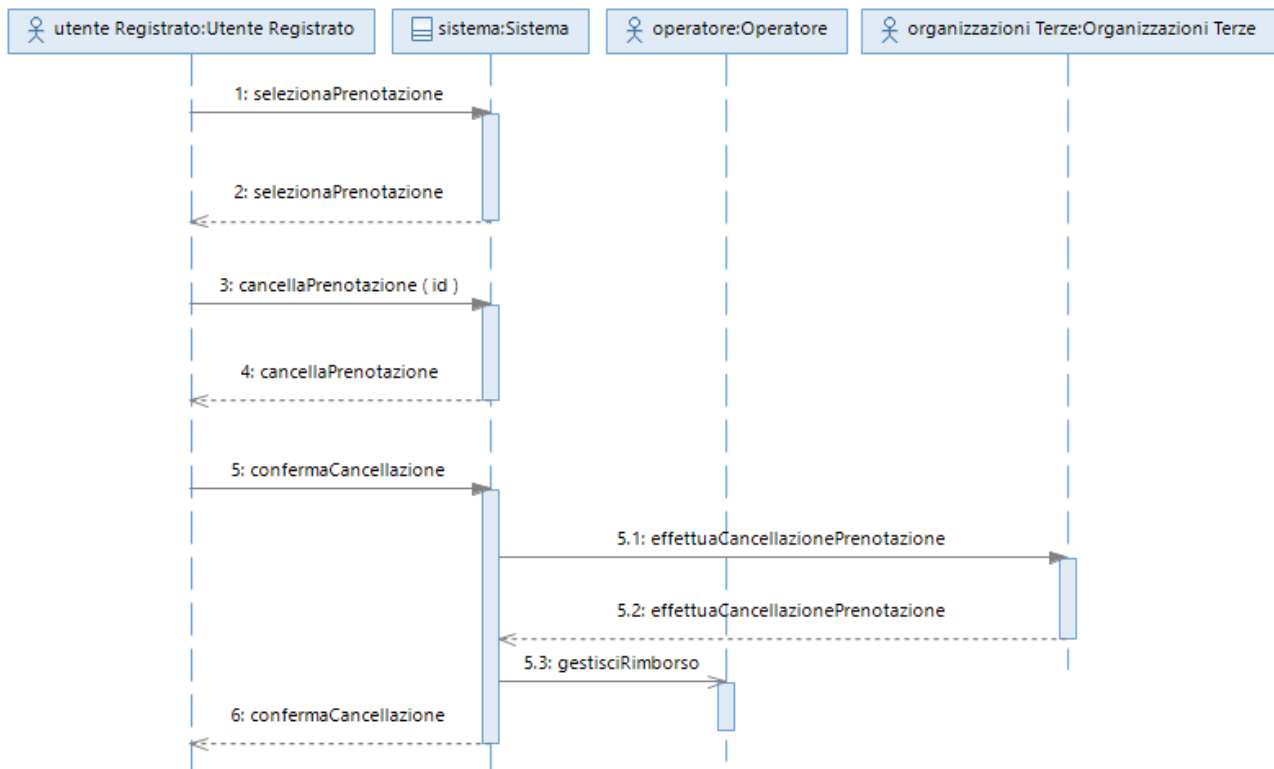 utente Registrato:Utente Registrato
sistema:Sistema
operatore:Operatore
organizzazioni Terze:Organizzazioni Terze
1: selezionaPrenotazione
2: selezionaPrenotazione
3: cancellaPrenotazione ( id )
4: cancellaPrenotazione
5: confermaCancellazione
5.1: effettuaCancellazionePrenotazione
5.2: effettuaCancellazionePrenotazione
5.3: gestisciRimborso
6: confermaCancellazione